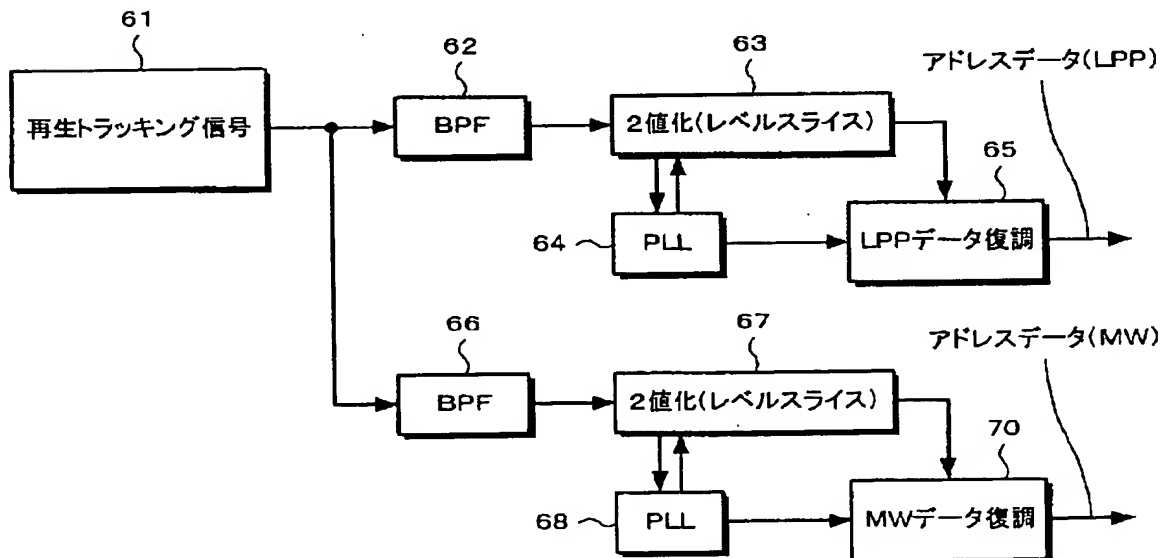 61
再生トラッキング信号
62
BPF
63
2値化(レベルスライス)
アドレスデータ(LPP)
64
PLL
65
LPPデータ復調
66
BPF
67
2値化(レベルスライス)
アドレスデータ(MW)
68
PLL
70
MWデータ復調